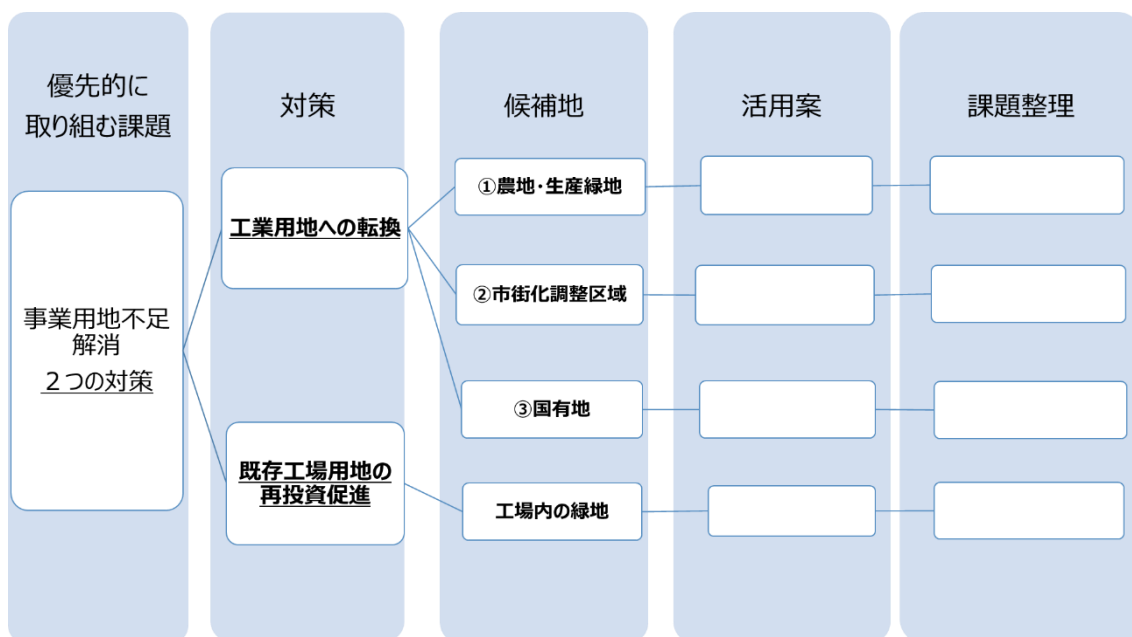 優先的に
取り組む課題
対策
候補地
活用案
課題整理
事業用地不足
解消
２つの対策
工業用地への転換
既存工場用地の
再投資促進
①農地・生産緑地
②市街化調整区域
③国有地
工場内の緑地